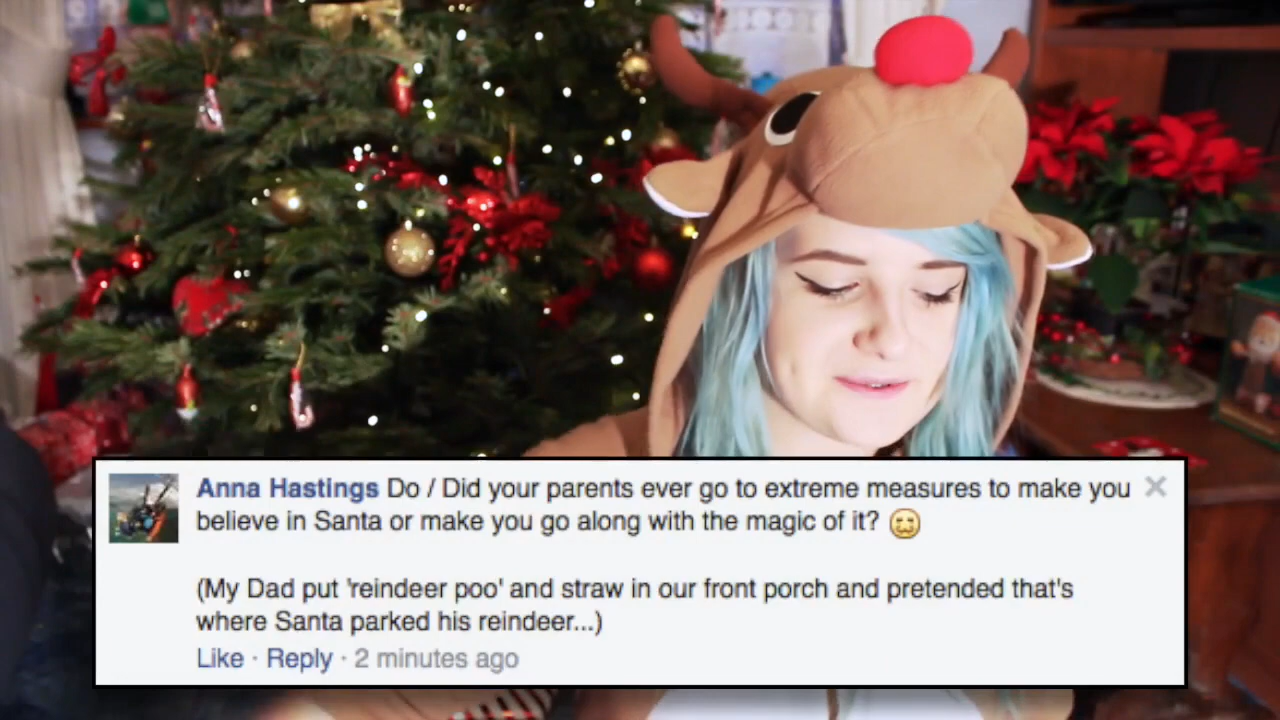 Anna Hastings Do / Did your parents ever go to extreme measures to make you
believe in Santa or make you go along with the magic of it?
(My Dad put 'reindeer poo' and straw in our front porch and pretended that's
where Santa parked his reindeer...)
Like · Reply · 2 minutes ago